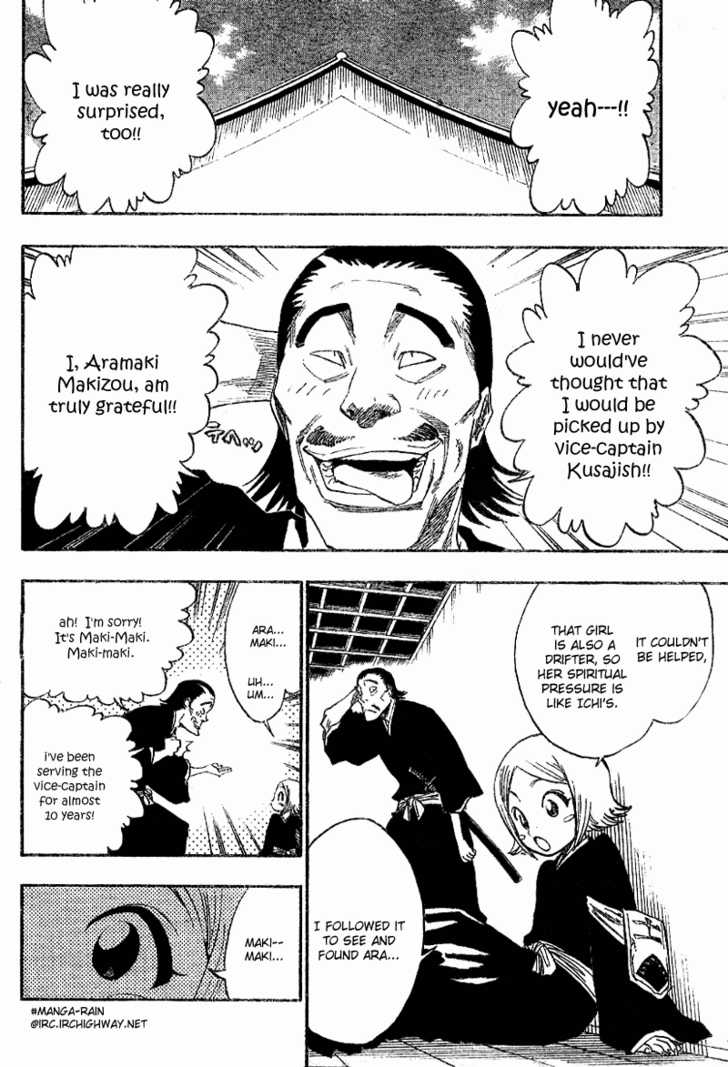 yeah---!!
I was really
surprised,
too!!
I never
would've
thought that
I would be
picked up by
vice-captain
Kusajish!!
I, Aramaki
Makizou, am
truly grateful!!
IT COULDN'T
BE HELPED,
THAT GIRL
IS ALSO A
DRIFTER, SO
HER SPIRITUAL
PRESSURE IS
LIKE ICHI'S.
I FOLLOWED IT
TO SEE AND
FOUND ARA...
ARA...
MAKI...
UH...
UM...
ah! I'm sorry!
It's Maki-Maki.
Maki-maki.
i've been
serving the
vice-captain
for almost
10 years!
MAKI--
MAKI...
#MANGA-RAIN
@IRC.IRCHIGHWAY.NET